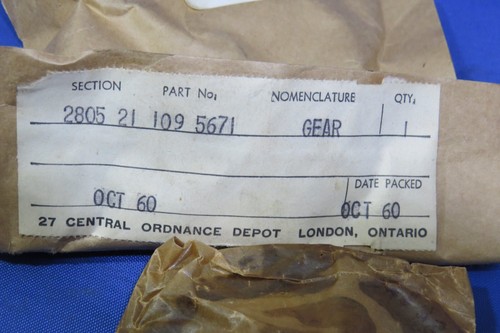 SECTION PART No. NOMENCLATURE QTY.
2805 21 109 5671 GEAR 1
DATE PACKED
OCT 60 OCT 60
27 CENTRAL ORDNANCE DEPOT LONDON, ONTARIO